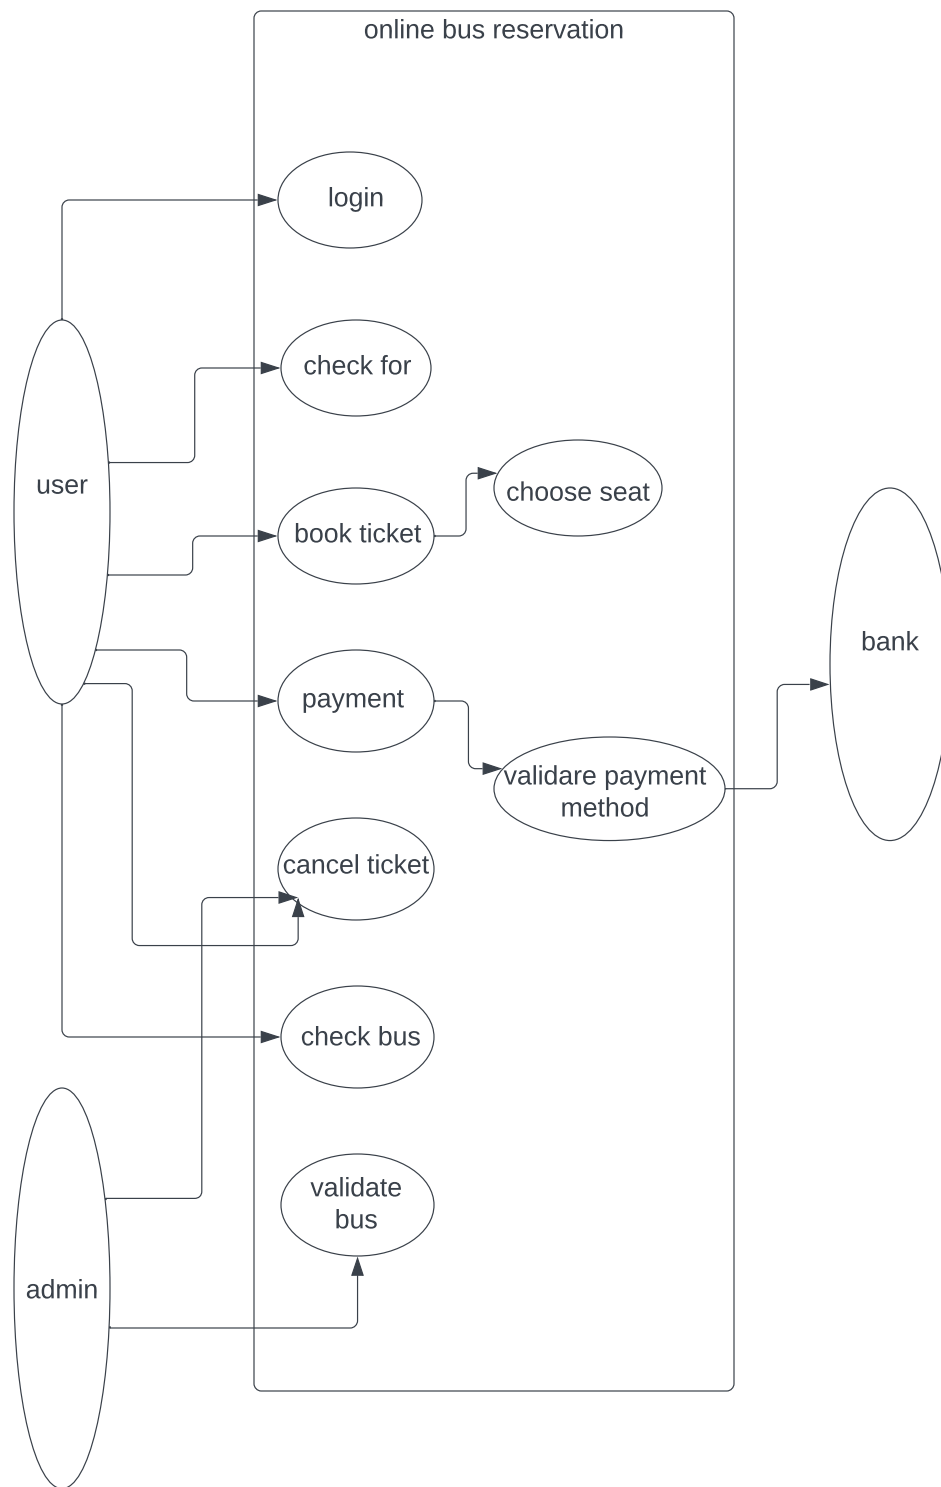 online bus reservation
login
check for
user
choose seat
book ticket
bank
payment
validare payment
method
cancel ticket
check bus
validate
bus
admin